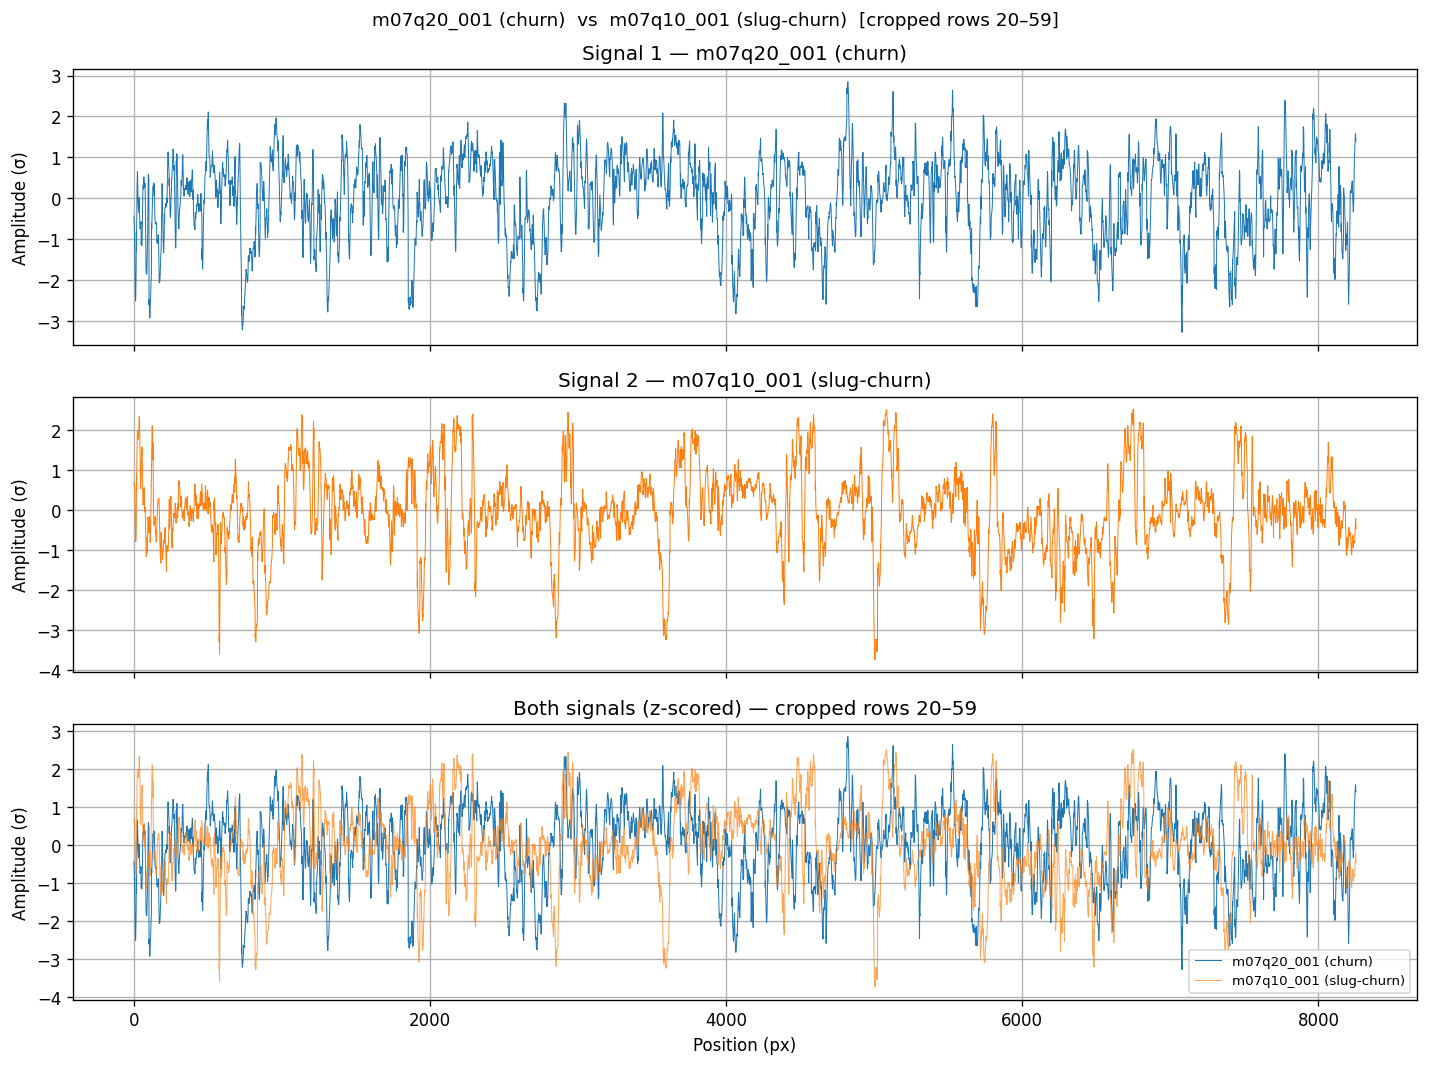 m07q20_001 (churn)  vs  m07q10_001 (slug-churn)  [cropped rows 20–59]
Signal 1 — m07q20_001 (churn)
3
2
1
0
−1
−2
−3
Amplitude (σ)
Signal 2 — m07q10_001 (slug-churn)
2
1
0
−1
−2
−3
−4
Amplitude (σ)
Both signals (z-scored) — cropped rows 20–59
3
2
1
0
−1
−2
−3
−4
Amplitude (σ)
m07q20_001 (churn)
m07q10_001 (slug-churn)
0 2000 4000 6000 8000
Position (px)